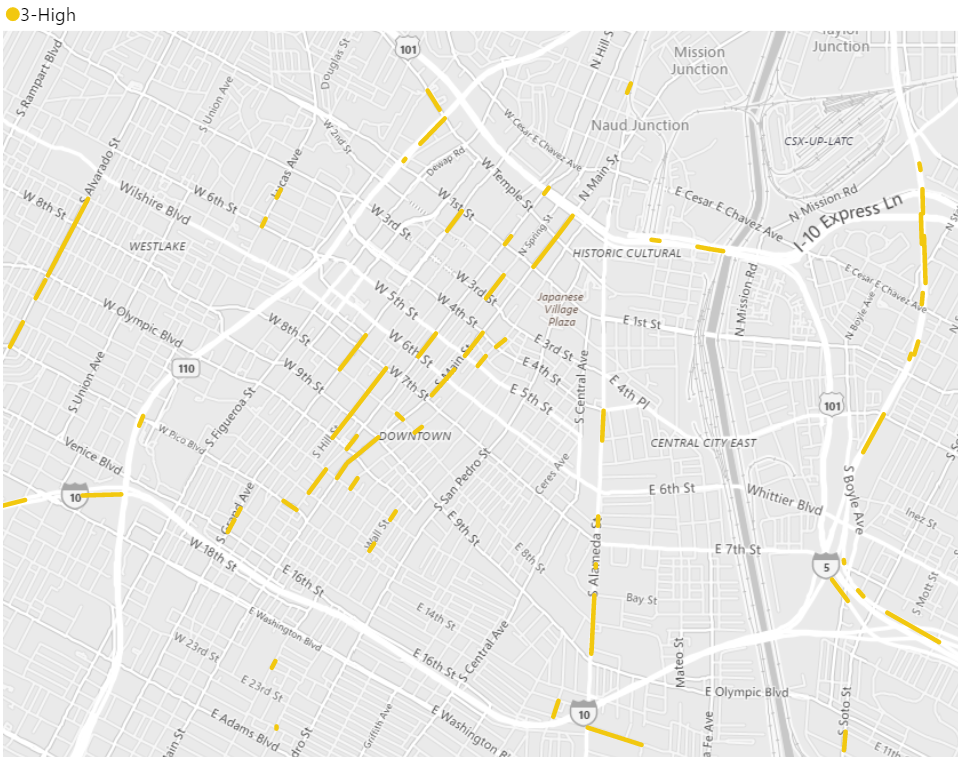 3-High
101
S Rampart Blvd
Douglas St
N Hill S
Mission
Junction
Taylor
Junction
S Union Ave
W Cesar E Chavez Ave
Naud Junction
CSX-UP-LATC
W 2nd St
S Alvarado St
Lucas Ave
Dewap Rd
W Temple St
N Main St
W 8th St
Wilshire Blvd
W 6th St
W 1st St
E Cesar E Chavez Ave
N Mission Rd
I-10 Express Ln
W 3rd St
N Spring St
WESTLAKE
HISTORIC CULTURAL
W 3rd St
E Cesar E Chavez Ave
W Olympic Blvd
W 5th St
W 4th St
Japanese
Village
Plaza
N Mission Rd
N Boyle Ave
W 8th St
W 6th St
S Main St
E 3rd St
E 1st St
110
W 9th St
W 7th St
E 4th St
E 4th Pl
S Union Ave
E 5th St
S Central Ave
S Figueroa St
101
W Pico Blvd
S Hill St
DOWNTOWN
CENTRAL CITY EAST
Venice Blvd
S San Pedro St
Ceres Ave
10
E 6th St
Whittier Blvd
S Boyle Ave
S Grand Ave
Wall St
E 9th St
Inez St
W 18th St
E 8th St
S Alameda St
E 7th St
5
E 16th St
Bay St
S Mott St
E Washington Blvd
E 14th St
W 23rd St
E 16th St
S Central Ave
Mateo St
E 23rd St
E Olympic Blvd
E Adams Blvd
Griffith Ave
E Washington B
10
S Soto St
ain St
dro St
a Fe Ave
E 11th